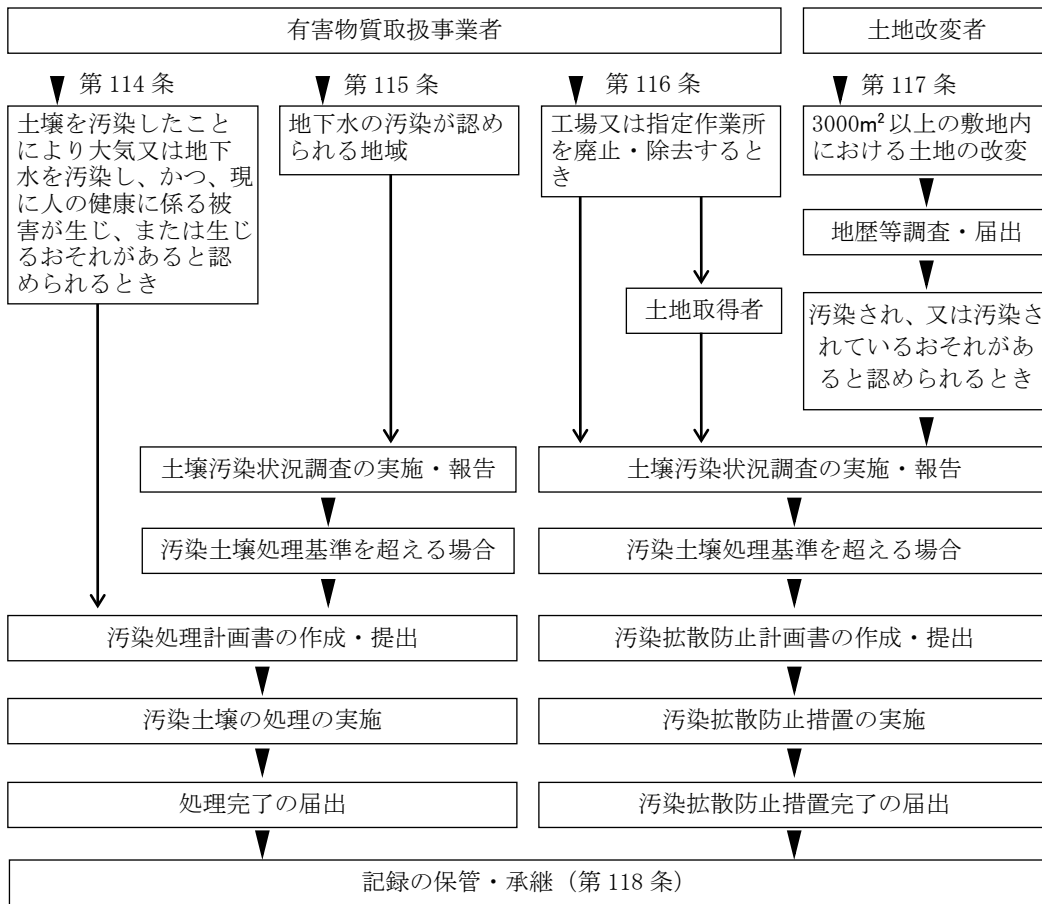 有害物質取扱事業者
土地改変者
第 114 条
第 115 条
第 116 条
第 117 条
土壌を汚染したこと
により大気又は地下
水を汚染し、かつ、現
に人の健康に係る被
害が生じ、または生じ
るおそれがあると認
められるとき
地下水の汚染が認め
られる地域
工場又は指定作業所
を廃止・除去すると
き
3000㎡以上の敷地内
における土地の改変
地歴等調査・届出
土地取得者
汚染され、又は汚染さ
れているおそれがあ
ると認められるとき
土壌汚染状況調査の実施・報告
土壌汚染状況調査の実施・報告
汚染土壌処理基準を超える場合
汚染土壌処理基準を超える場合
汚染処理計画書の作成・提出
汚染拡散防止計画書の作成・提出
汚染土壌の処理の実施
汚染拡散防止措置の実施
処理完了の届出
汚染拡散防止措置完了の届出
記録の保管・承継（第 118 条）